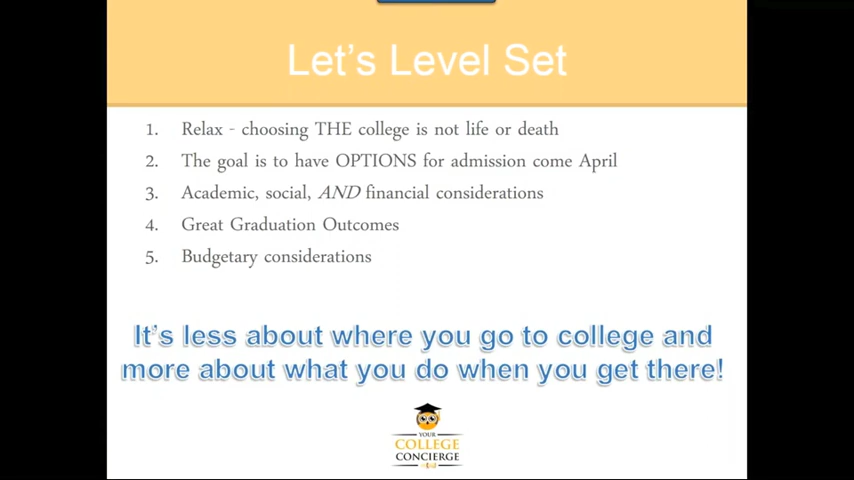 Let's Level Set
1. Relax - choosing THE college is not life or death
2. The goal is to have OPTIONS for admission come April
3. Academic, social, AND financial considerations
4. Great Graduation Outcomes
5. Budgetary considerations
It's less about where you go to college and
more about what you do when you get there!
YOUR
COLLEGE
CONCIERGE